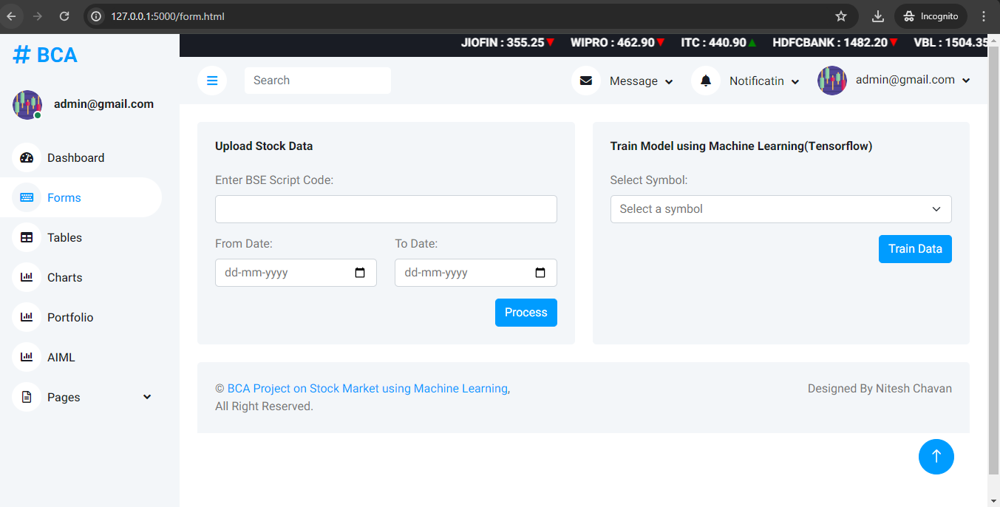 127.0.0.1:5000/form.html
Incognito
# BCA
JIOFIN : 355.25 WIPRO : 462.90 ITC : 440.90 HDFCBANK : 1482.20 VBL : 1504.35
Search
Message
Notificatin
admin@gmail.com
admin@gmail.com
Dashboard
Forms
Tables
Charts
Portfolio
AIML
Pages
Upload Stock Data
Enter BSE Script Code:
From Date:
To Date:
dd-mm-yyyy
dd-mm-yyyy
Process
Train Model using Machine Learning(Tensorflow)
Select Symbol:
Select a symbol
Train Data
© BCA Project on Stock Market using Machine Learning,
All Right Reserved.
Designed By Nitesh Chavan